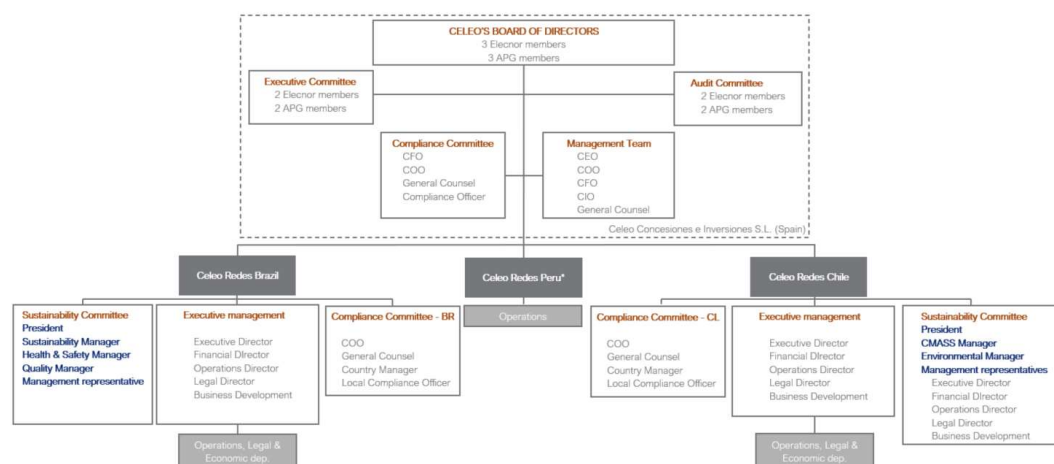 CELEO'S BOARD OF DIRECTORS
3 Elecnor members
3 APG members
Executive Committee
2 Elecnor members
2 APG members
Audit Committee
2 Elecnor members
2 APG members
Compliance Committee
CFO
COO
General Counsel
Compliance Officer
Management Team
CEO
COO
CFO
CIO
General Counsel
Celeo Concesiones e Inversiones S.L. (Spain)
Celeo Redes Brazil
Celeo Redes Peru*
Celeo Redes Chile
Sustainability Committee
President
Sustainability Manager
Health & Safety Manager
Quality Manager
Management representative
Executive management
Executive Director
Financial DIrector
Operations Director
Legal Director
Business Development
Compliance Committee - BR
COO
General Counsel
Country Manager
Local Compliance Officer
Operations
Compliance Committee - CL
COO
General Counsel
Country Manager
Local Compliance Officer
Executive management
Executive Director
Financial DIrector
Operations Director
Legal Director
Business Development
Sustainability Committee
President
CMASS Manager
Environmental Manager
Management representatives
Executive Director
Financial DIrector
Operations Director
Legal Director
Business Development
Operations, Legal &
Economic dep.
Operations, Legal &
Economic dep.